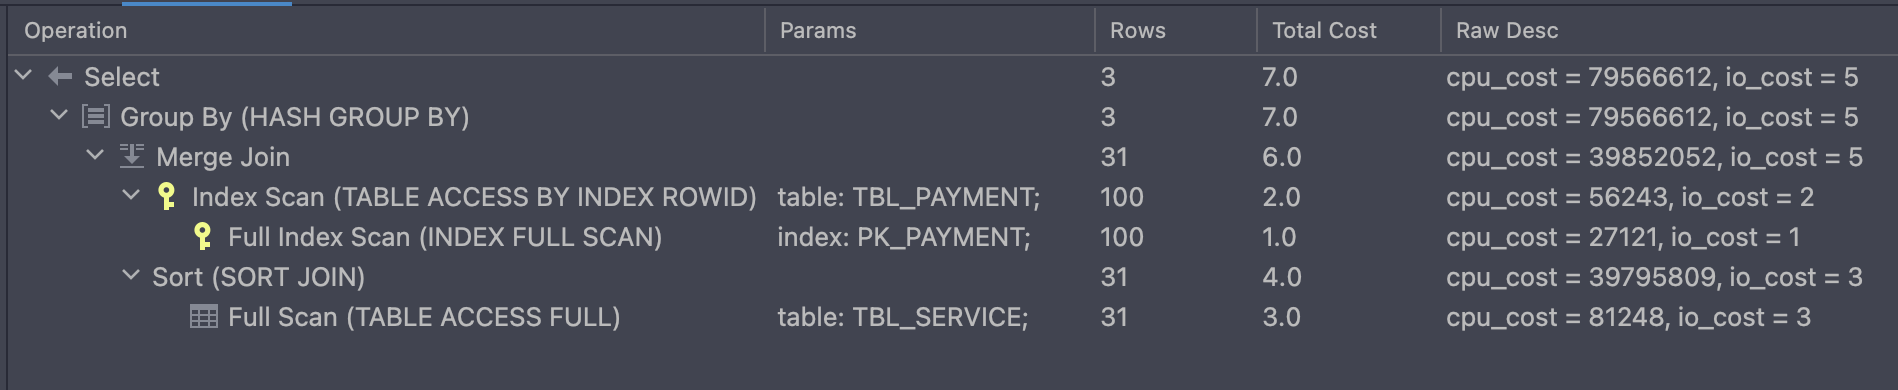 Operation Params Rows Total Cost Raw Desc
Select 3 7.0 cpu_cost = 79566612, io_cost = 5
Group By (HASH GROUP BY) 3 7.0 cpu_cost = 79566612, io_cost = 5
Merge Join 31 6.0 cpu_cost = 39852052, io_cost = 5
Index Scan (TABLE ACCESS BY INDEX ROWID) table: TBL_PAYMENT; 100 2.0 cpu_cost = 56243, io_cost = 2
Full Index Scan (INDEX FULL SCAN) index: PK_PAYMENT; 100 1.0 cpu_cost = 27121, io_cost = 1
Sort (SORT JOIN) 31 4.0 cpu_cost = 39795809, io_cost = 3
Full Scan (TABLE ACCESS FULL) table: TBL_SERVICE; 31 3.0 cpu_cost = 81248, io_cost = 3